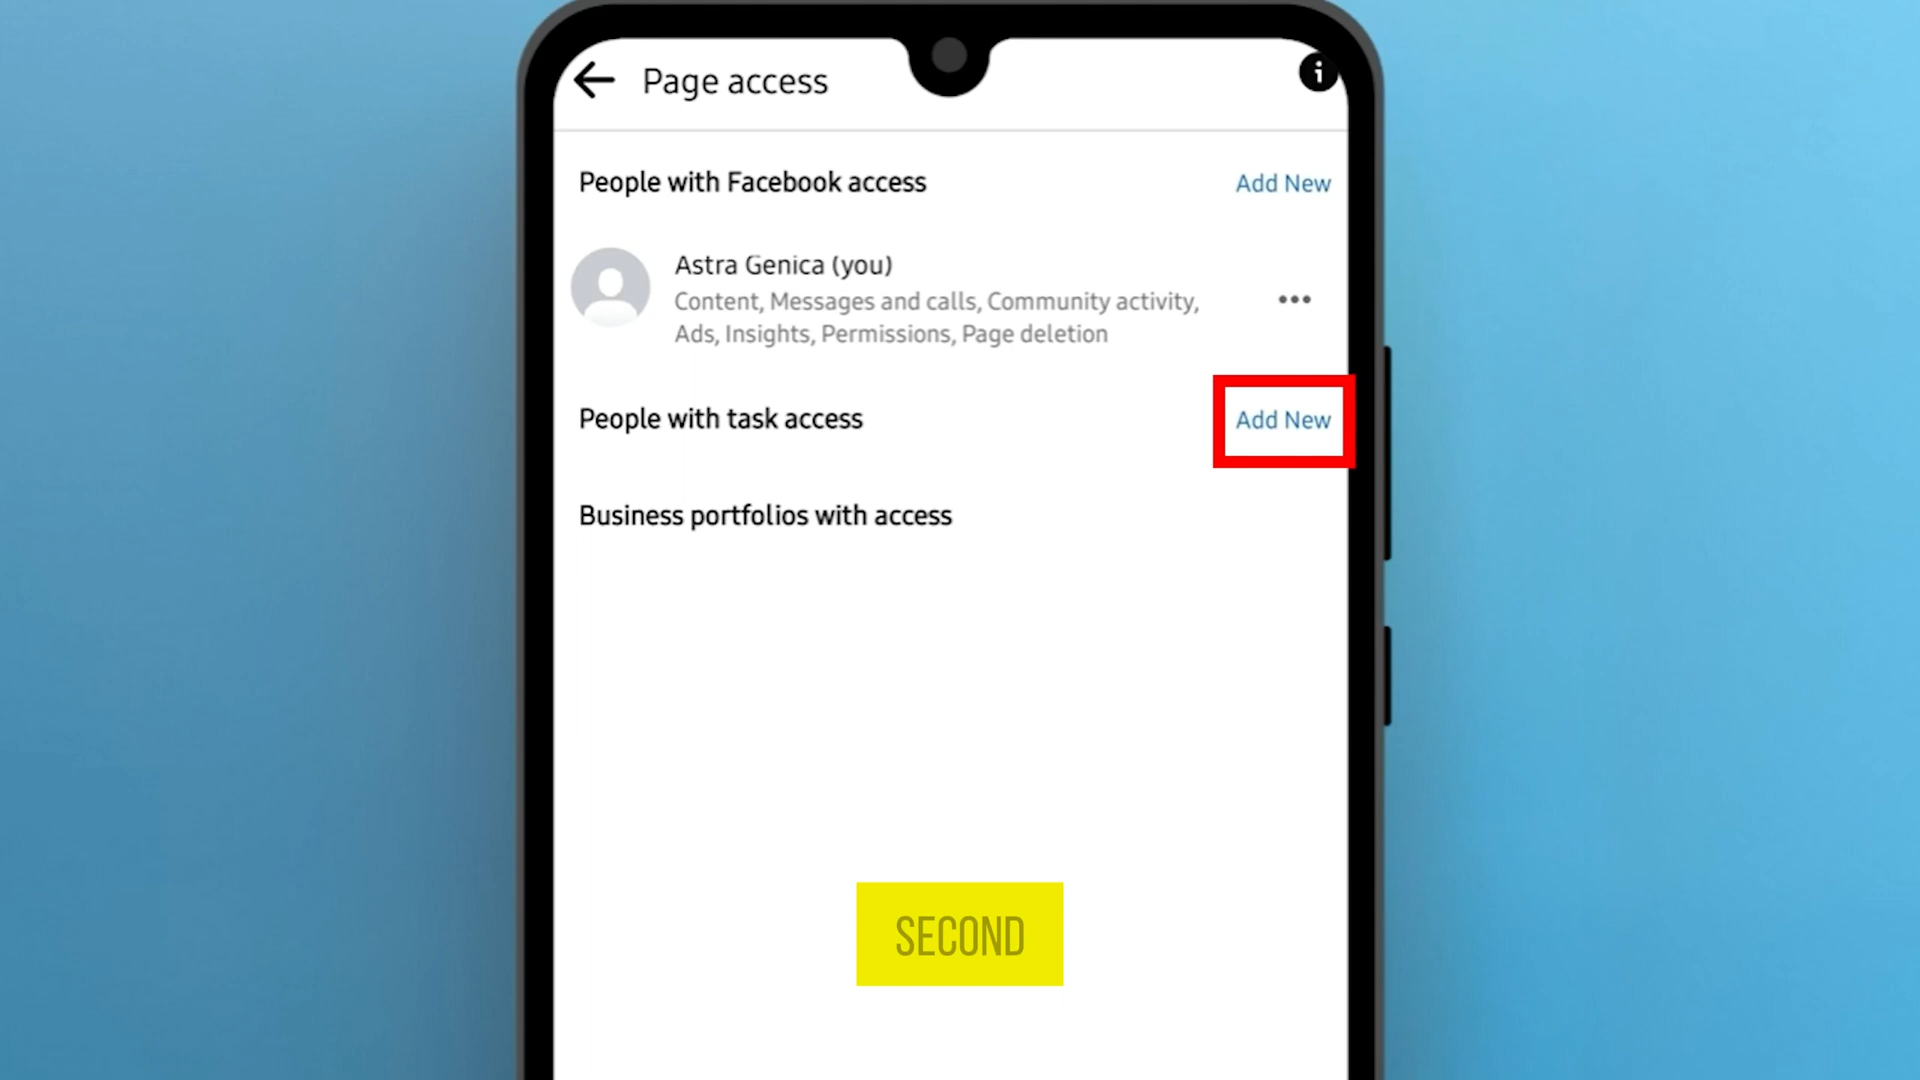 Page access
People with Facebook access
Add New
Astra Genica (you)
Content, Messages and calls, Community activity,
Ads, Insights, Permissions, Page deletion
People with task access
Add New
Business portfolios with access
SECOND